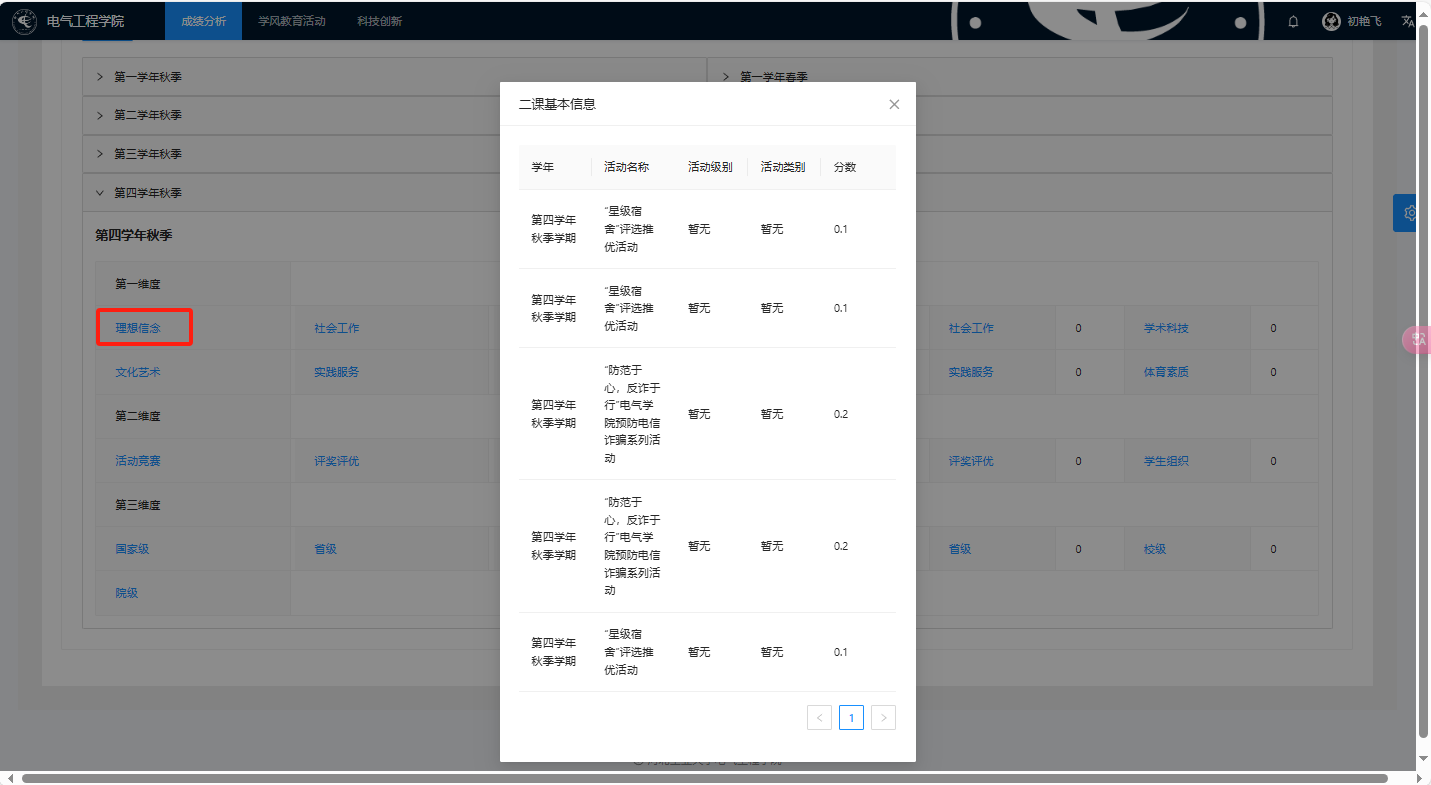 电气工程学院
成绩分析
学风教育活动
科技创新
初艳飞
第一学年秋季
第一学年春季
第二学年秋季
第三学年秋季
第四学年秋季
第四学年秋季
第一维度
理想信念
社会工作
社会工作
0
学术科技
0
文化艺术
实践服务
实践服务
0
体育素质
0
第二维度
活动竞赛
评奖评优
评奖评优
0
学生组织
0
第三维度
国家级
省级
省级
0
校级
0
院级
二课基本信息
学年
活动名称
活动级别
活动类别
分数
第四学年
秋季学期
“星级宿
舍”评选推
优活动
暂无
暂无
0.1
第四学年
秋季学期
“星级宿
舍”评选推
优活动
暂无
暂无
0.1
第四学年
秋季学期
“防范于
心，反诈于
行”电气学
院预防电信
诈骗系列活
动
暂无
暂无
0.2
第四学年
秋季学期
“防范于
心，反诈于
行”电气学
院预防电信
诈骗系列活
动
暂无
暂无
0.2
第四学年
秋季学期
“星级宿
舍”评选推
优活动
暂无
暂无
0.1
1